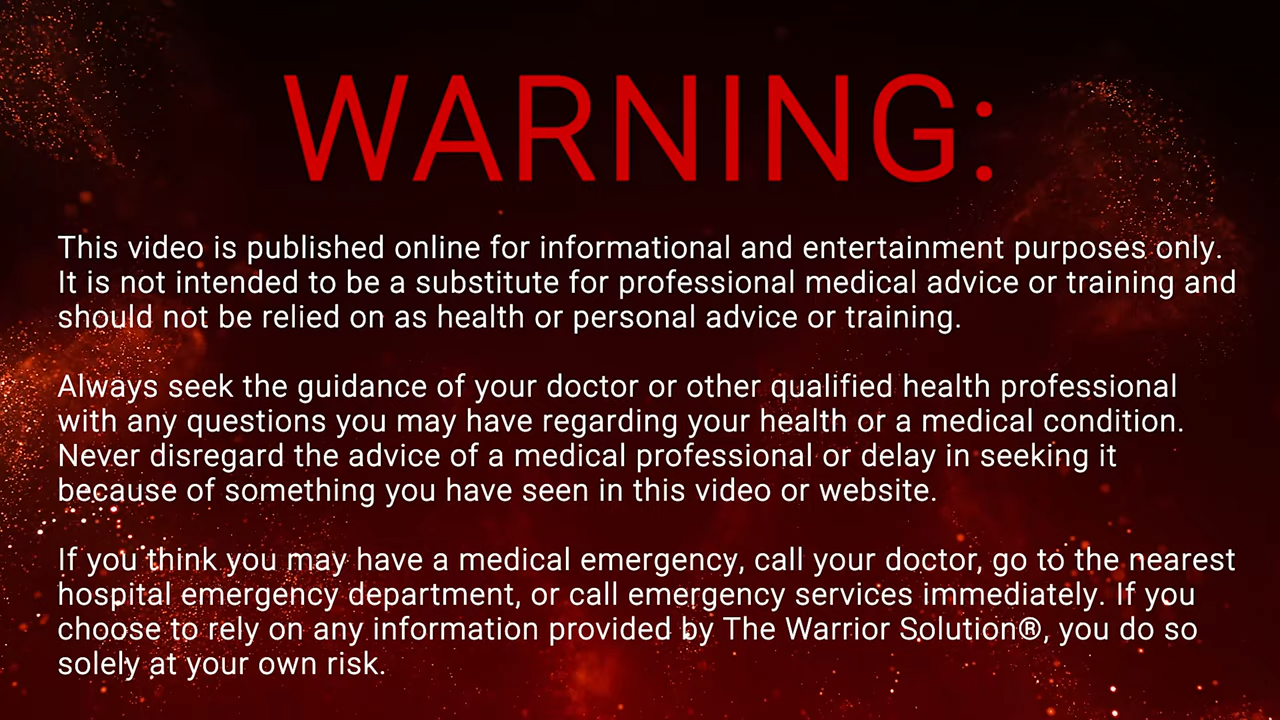 WARNING:
This video is published online for informational and entertainment purposes only.
It is not intended to be a substitute for professional medical advice or training and
should not be relied on as health or personal advice or training.
Always seek the guidance of your doctor or other qualified health professional
with any questions you may have regarding your health or a medical condition.
Never disregard the advice of a medical professional or delay in seeking it
because of something you have seen in this video or website.
If you think you may have a medical emergency, call your doctor, go to the nearest
hospital emergency department, or call emergency services immediately. If you
choose to rely on any information provided by The Warrior Solution®, you do so
solely at your own risk.